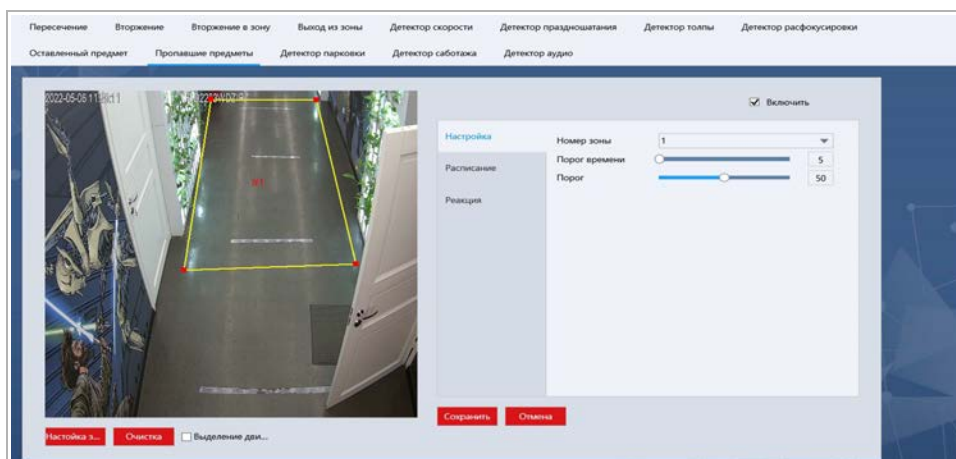 Пересечение Вторжение Вторжение в зону Выход из зоны Детектор скорости Детектор праздношатания Детектор толпы Детектор расфокусировки
Оставленный предмет Пропавшие предметы Детектор парковки Детектор саботажа Детектор аудио
2022-05-06
Включить
Настройка
Номер зоны 1
Порог времени 5
Расписание
Порог 50
Реакция
Сохранить Отмена
Настойка з... Очистка Выделение дви...